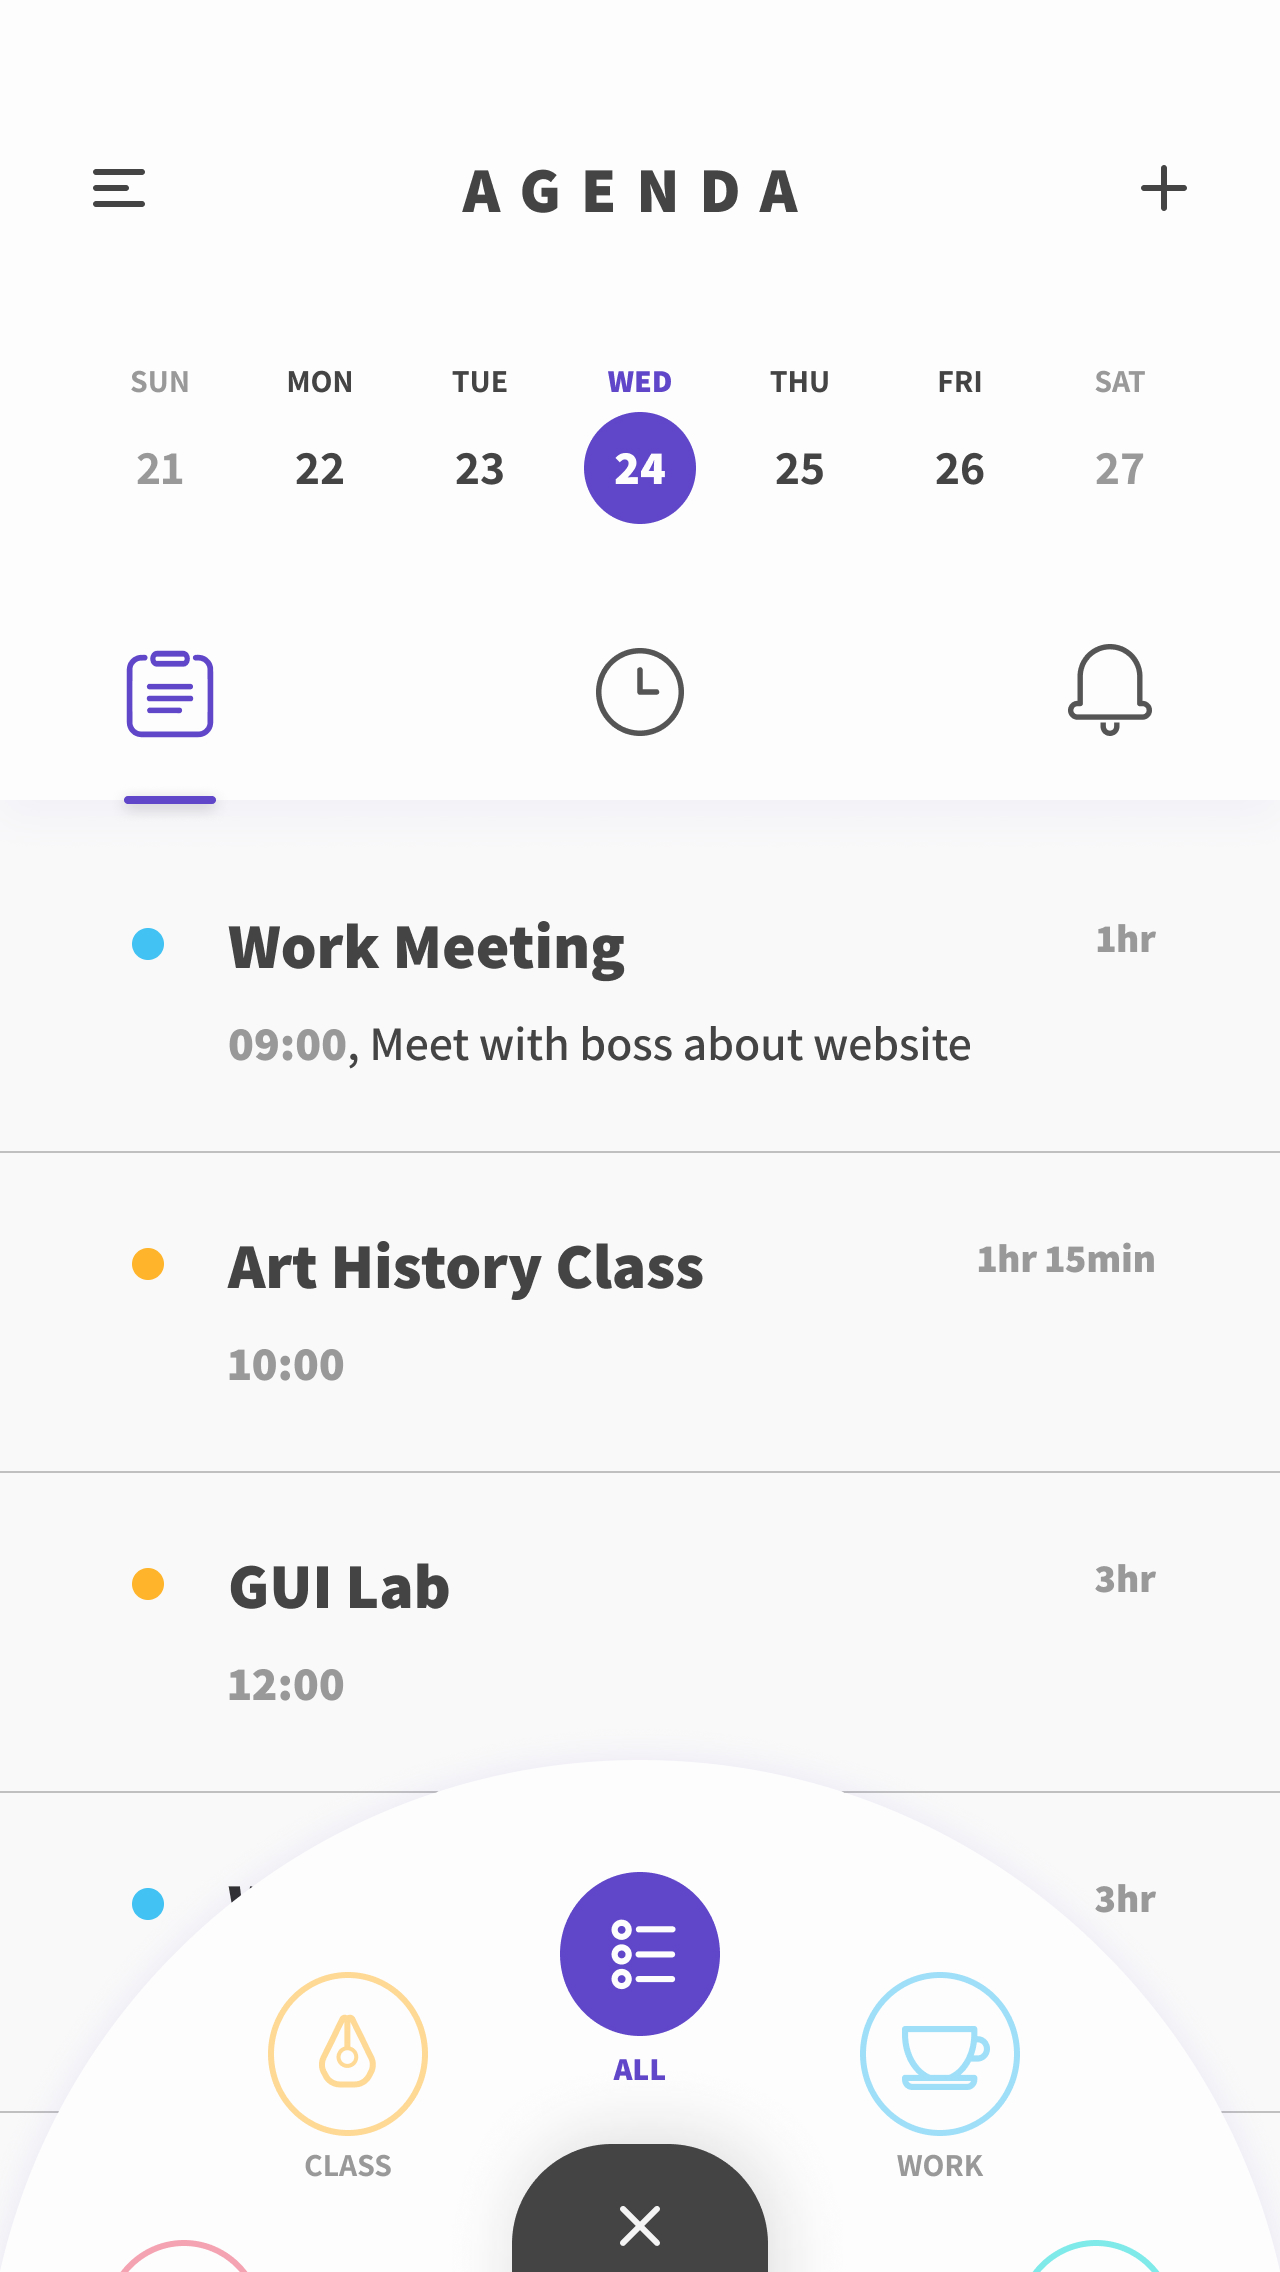 AGENDA
SUN MON TUE WED THU FRI SAT
21 22 23 24 25 26 27
Work Meeting 1hr
09:00, Meet with boss about website
Art History Class 1hr 15min
10:00
GUI Lab 3hr
12:00
3hr
ALL
CLASS WORK